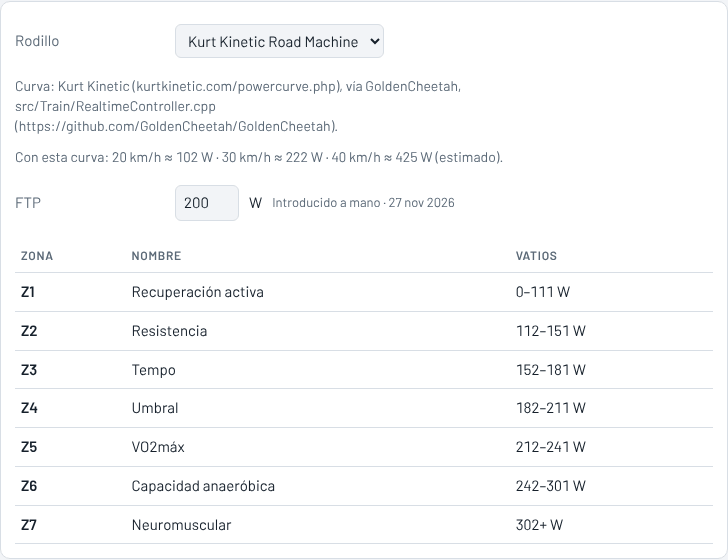 Rodillo Kurt Kinetic Road Machine
Curva: Kurt Kinetic (kurtkinetic.com/powercurve.php), vía GoldenCheetah,
src/Train/RealtimeController.cpp
(https://github.com/GoldenCheetah/GoldenCheetah).
Con esta curva: 20 km/h ≈ 102 W · 30 km/h ≈ 222 W · 40 km/h ≈ 425 W (estimado).
FTP 200 W Introducido a mano · 27 nov 2026
ZONA NOMBRE VATIOS
Z1 Recuperación activa 0–111 W
Z2 Resistencia 112–151 W
Z3 Tempo 152–181 W
Z4 Umbral 182–211 W
Z5 VO2máx 212–241 W
Z6 Capacidad anaeróbica 242–301 W
Z7 Neuromuscular 302+ W